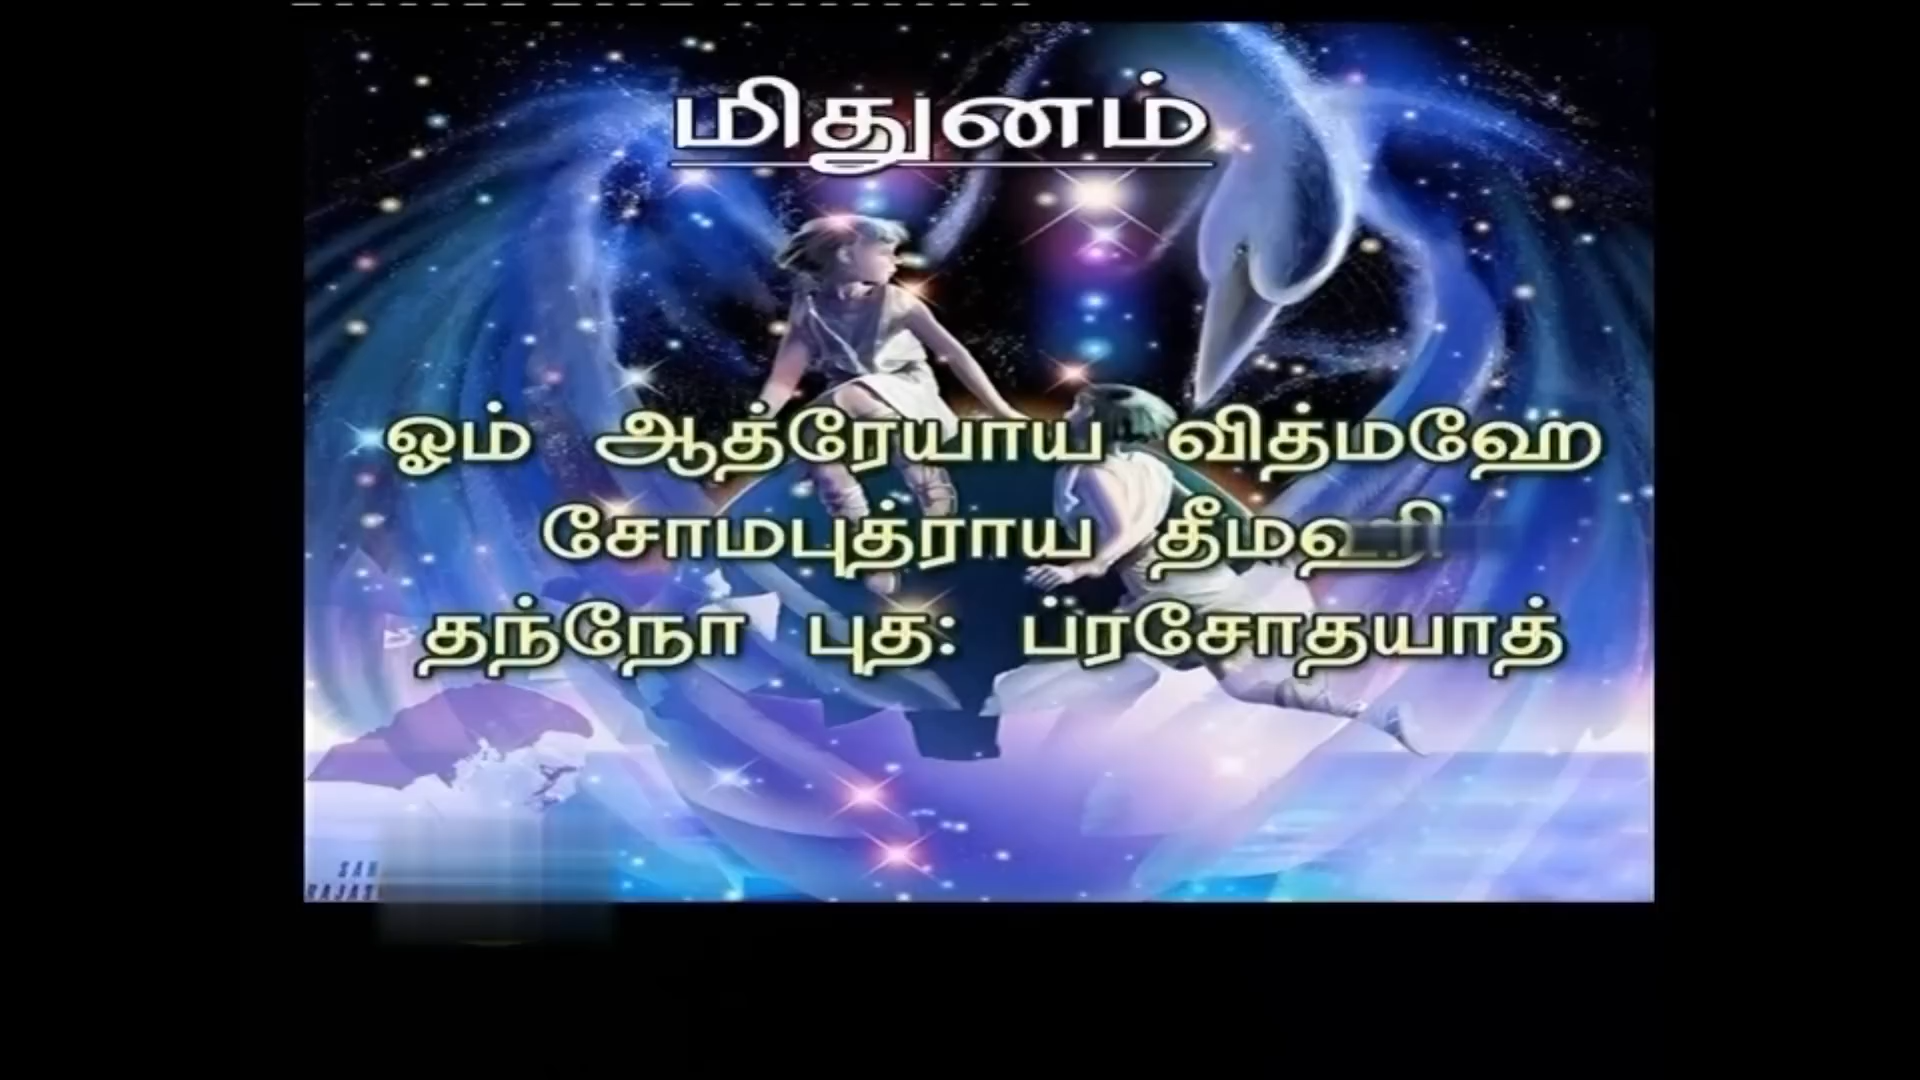 மிதுனம்
ஓம் ஆத்ரேயாய வித்மஹே
சோமபுத்ராய தீமஹி
தந்நோ புத: ப்ரசோதயாத்